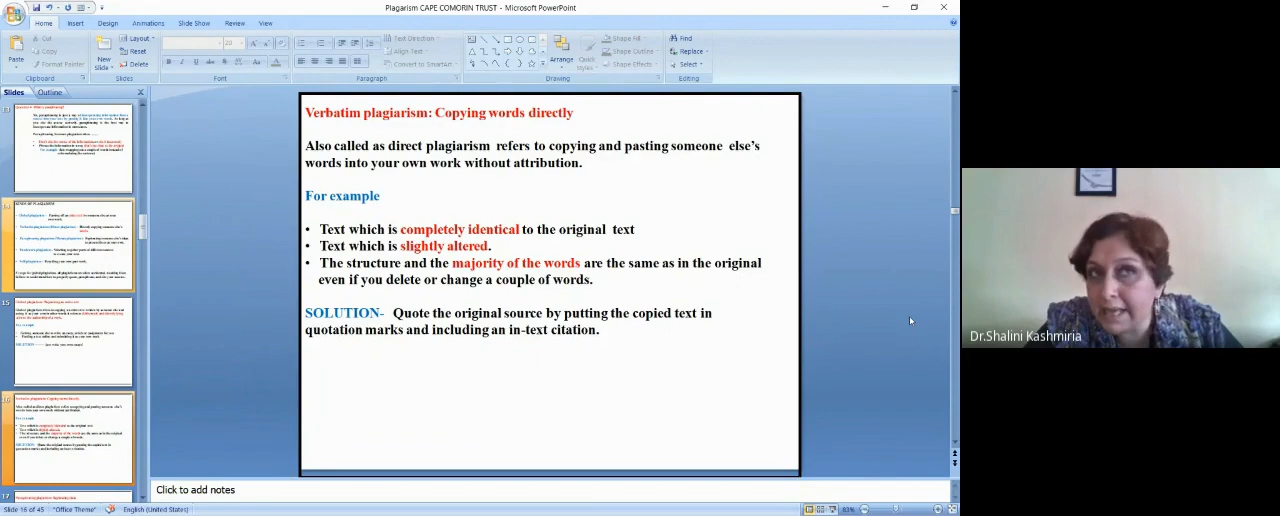 Plagarism CAPE COMORIN TRUST - Microsoft PowerPoint
Home Insert Design Animations Slide Show Review View
Cut
Copy
Format Painter
Paste
Clipboard
New Slide
Layout
Reset
Delete
Slides
Font
Text Direction
Align Text
Convert to SmartArt
Paragraph
Arrange
Quick Styles
Shape Fill
Shape Outline
Shape Effects
Drawing
Find
Replace
Select
Editing
Slides Outline
15
16
17
Verbatim plagiarism: Copying words directly
Also called as direct plagiarism refers to copying and pasting someone else's
words into your own work without attribution.
For example
• Text which is completely identical to the original text
• Text which is slightly altered.
• The structure and the majority of the words are the same as in the original
even if you delete or change a couple of words.
SOLUTION- Quote the original source by putting the copied text in
quotation marks and including an in-text citation.
Click to add notes
Slide 16 of 45 "Office Theme" English (United States) 83%
Dr.Shalini Kashmiria